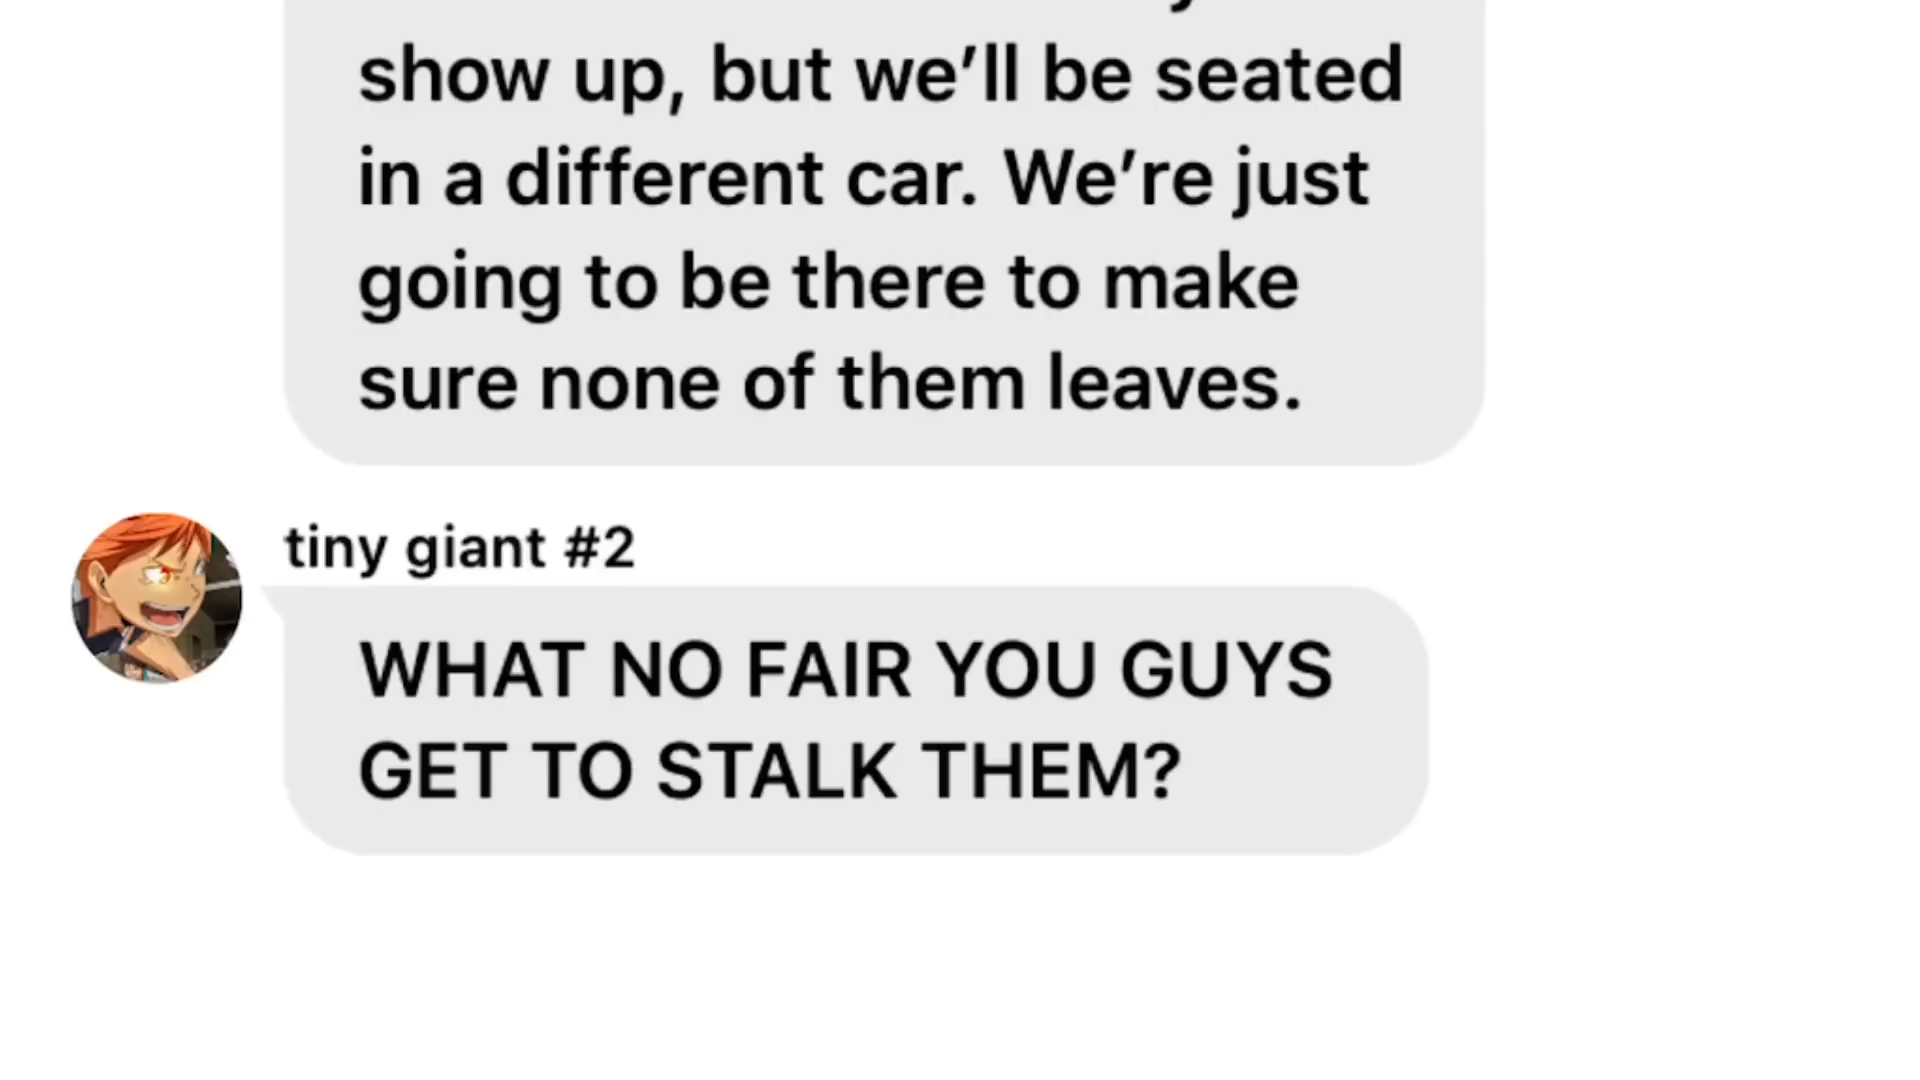 show up, but we’ll be seated
in a different car. We’re just
going to be there to make
sure none of them leaves.
tiny giant #2
WHAT NO FAIR YOU GUYS
GET TO STALK THEM?